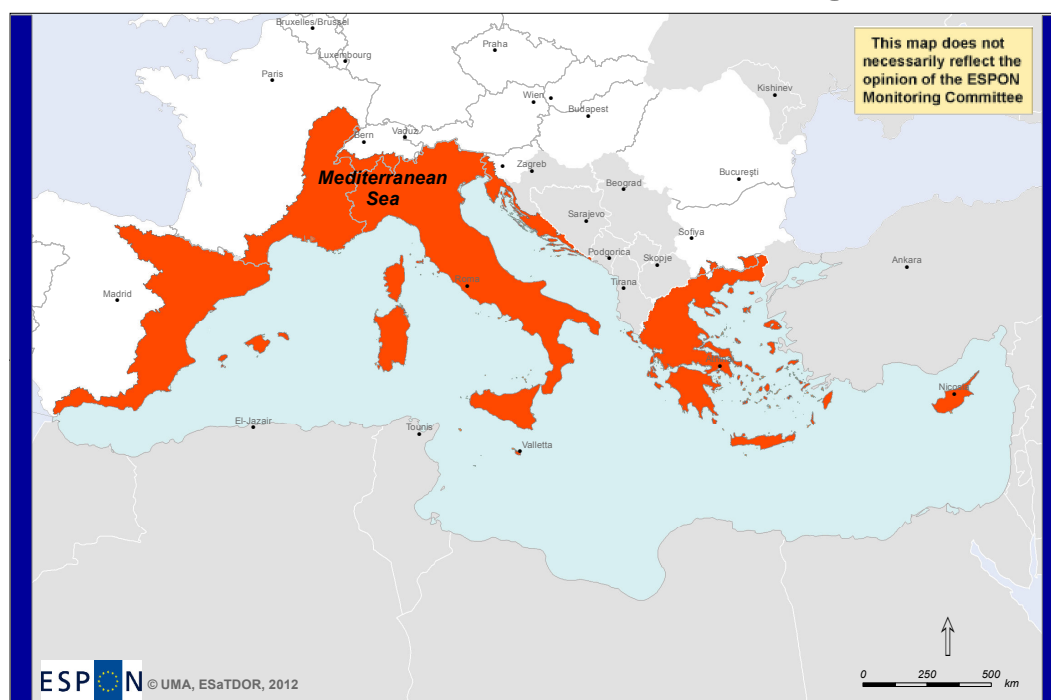 This map does not
necessarily reflect the
opinion of the ESPON
Monitoring Committee
Bruxelles/Brussel
Luxembourg
Praha
Paris
Kishinev
Wien
Budapest
Bern
Vaduz
Zagreb
Mediterranean
Sea
Beograd
Bucureşti
Sarajevo
Sofiya
Podgorica
Skopje
Ankara
Tirana
Madrid
Nicosia
El-Jazair
Tounis
Valletta
ESPON © UMA, ESaTDOR, 2012
0 250 500
km